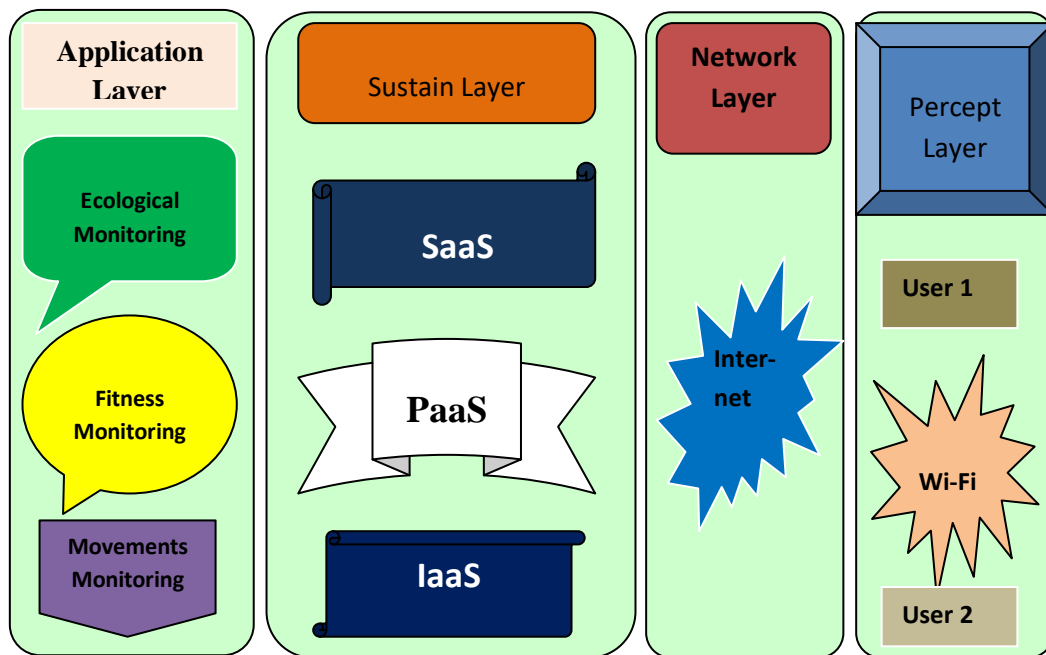 Application
Layer
Ecological
Monitoring
Fitness
Monitoring
Movements
Monitoring
Sustain Layer
SaaS
PaaS
IaaS
Network
Layer
Inter-
net
Percept
Layer
User 1
Wi-Fi
User 2